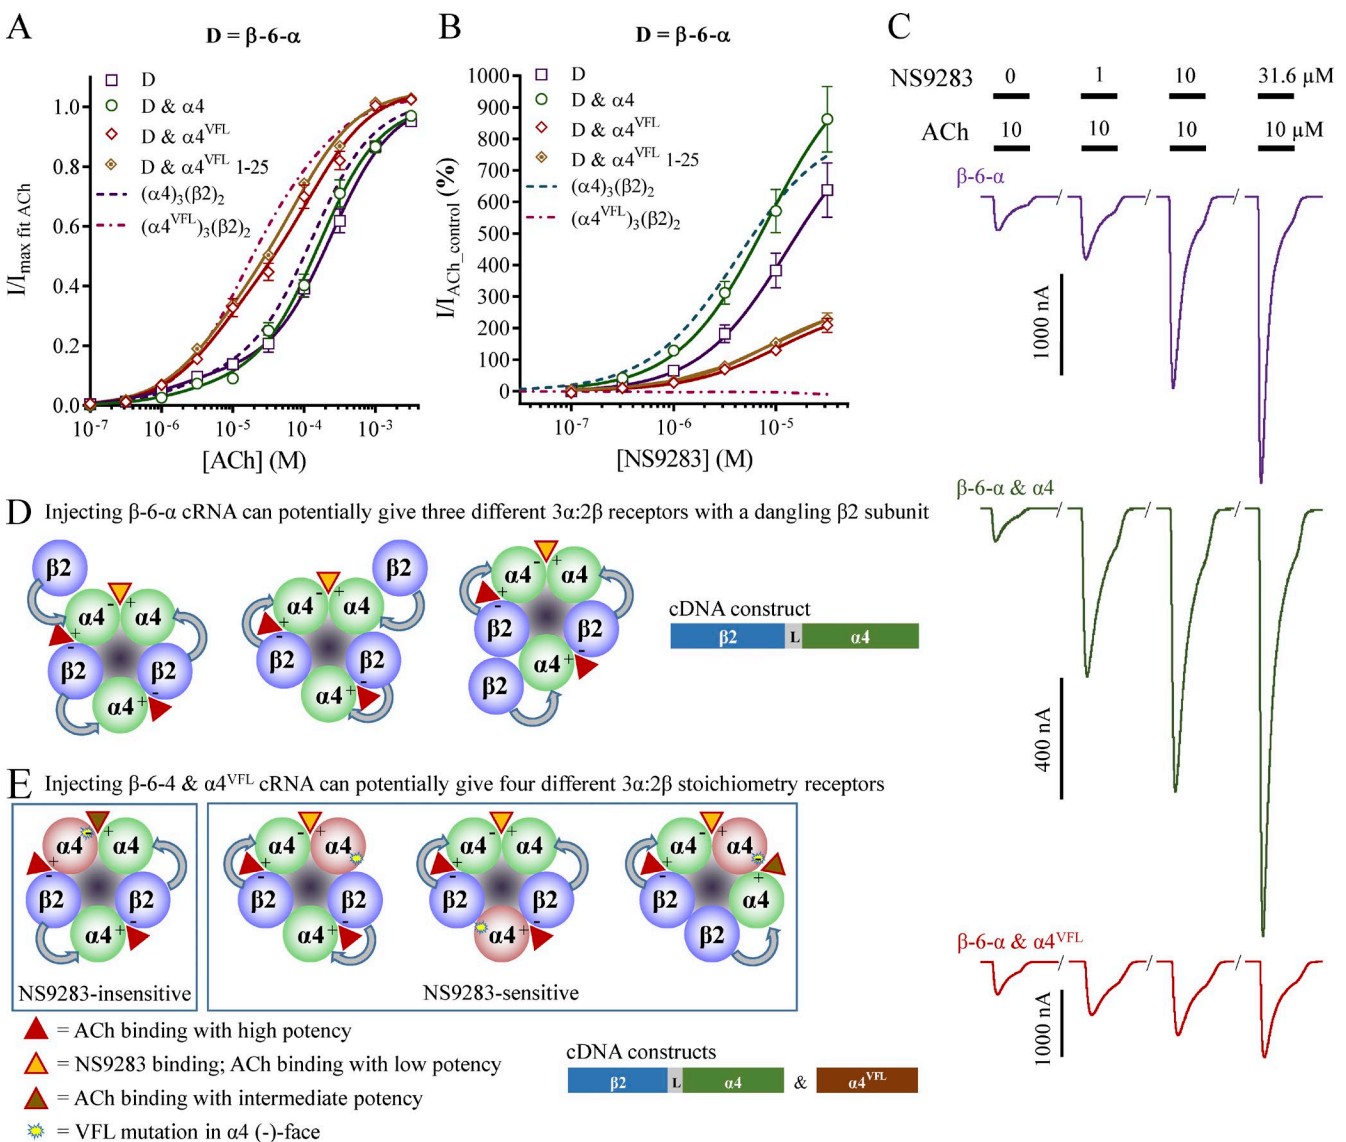 A
D = β-6-α
D
D & α4
D & α4VFL
D & α4VFL 1-25
(α4)3(β2)2
(α4VFL)3(β2)2
I/Imax fit ACh
1.0
0.8
0.6
0.4
0.2
0.0
10-7
10-6
10-5
10-4
10-3
[ACh] (M)
B
D = β-6-α
D
D & α4
D & α4VFL
D & α4VFL 1-25
(α4)3(β2)2
(α4VFL)3(β2)2
I/IACh_control (%)
1000
900
800
700
600
500
400
300
200
100
0
10-7
10-6
10-5
[NS9283] (M)
C
NS9283 0 1 10 31.6 μM
ACh 10 10 10 10 μM
β-6-α
1000 nA
β-6-α & α4
400 nA
β-6-α & α4VFL
1000 nA
D Injecting β-6-α cRNA can potentially give three different 3α:2β receptors with a dangling β2 subunit
β2
α4 - + α4
+ -
β2 β2
α4 + -
β2
α4 - + α4
+ -
β2 β2
α4 + -
α4 - + α4
+ -
β2 β2
α4 + -
β2
cDNA construct
β2 L α4
E Injecting β-6-4 & α4VFL cRNA can potentially give four different 3α:2β stoichiometry receptors
α4 - + α4
+ -
β2 β2
α4 + -
NS9283-insensitive
α4 - + α4
+ -
β2 β2
α4 + -
α4 - + α4
+ -
β2 β2
α4 + -
α4 - + α4
+ - - +
β2 α4
β2
NS9283-sensitive
= ACh binding with high potency
= NS9283 binding; ACh binding with low potency
= ACh binding with intermediate potency
= VFL mutation in α4 (-)-face
cDNA constructs
β2 L α4 & α4VFL